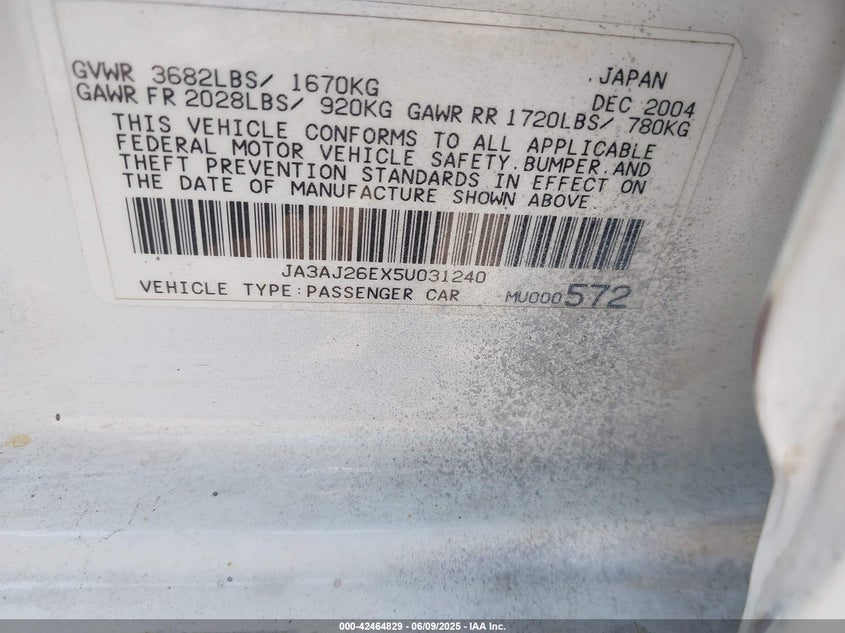 GVWR 3682LBS/ 1670KG JAPAN
GAWR FR 2028LBS/ 920KG GAWR RR 1720LBS/ 780KG DEC 2004
THIS VEHICLE CONFORMS TO ALL APPLICABLE
FEDERAL MOTOR VEHICLE SAFETY.BUMPER.AND
THEFT PREVENTION STANDARDS IN EFFECT ON
THE DATE OF MANUFACTURE SHOWN ABOVE.
JA3AJ26EX5U031240
VEHICLE TYPE:PASSENGER CAR MU000572
000-42464829 | 06/09/2025 - IAA Inc.